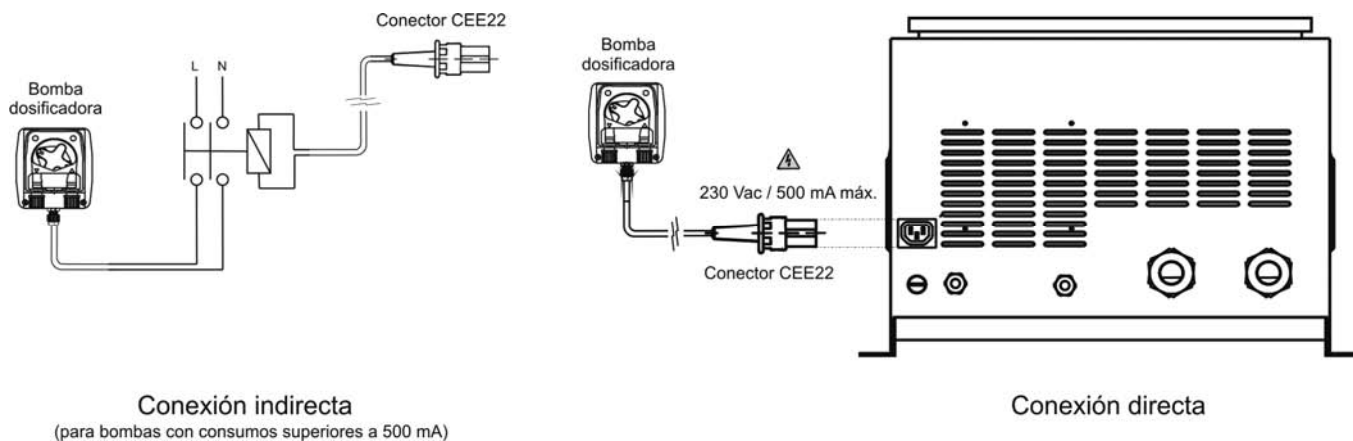 Conector CEE22
L N
Bomba
dosificadora
Conexión indirecta
(para bombas con consumos superiores a 500 mA)
Bomba
dosificadora
230 Vac / 500 mA máx.
Conector CEE22
Conexión directa